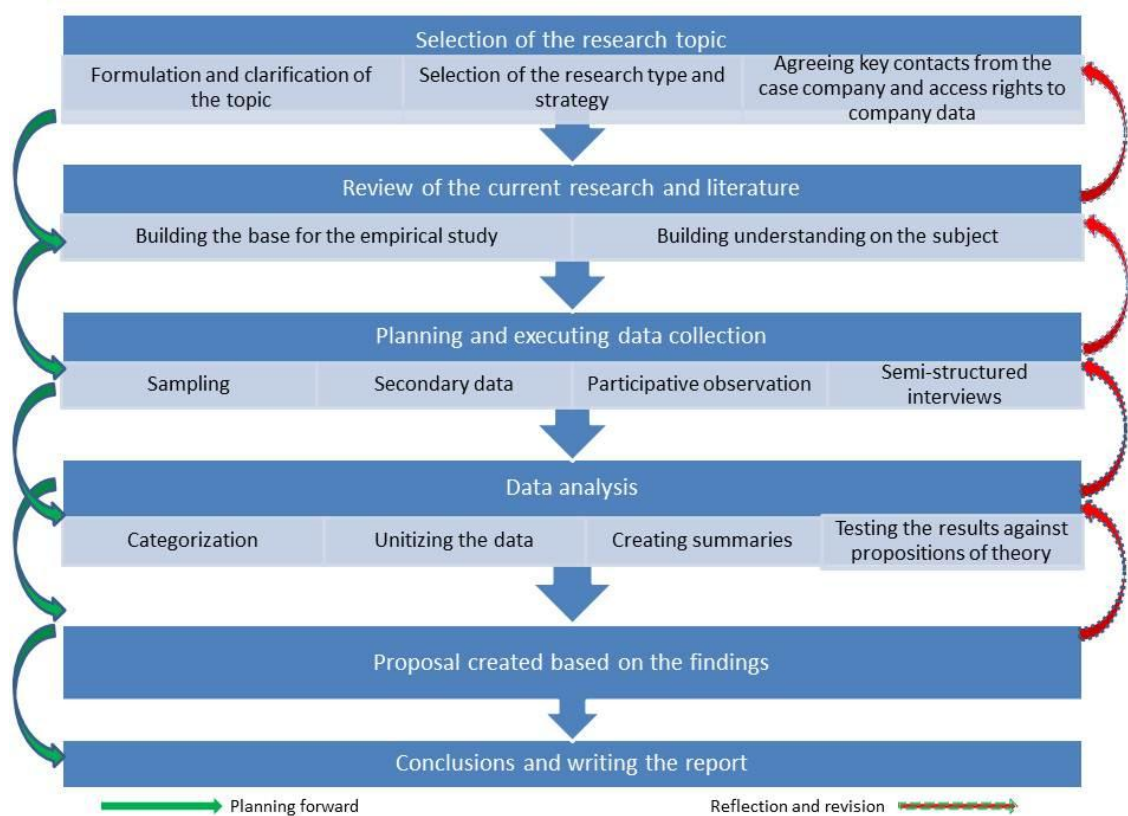 Selection of the research topic
Formulation and clarification of
the topic
Selection of the research type and
strategy
Agreeing key contacts from the
case company and access rights to
company data
Review of the current research and literature
Building the base for the empirical study
Building understanding on the subject
Planning and executing data collection
Sampling
Secondary data
Participative observation
Semi-structured
interviews
Data analysis
Categorization
Unitizing the data
Creating summaries
Testing the results against
propositions of theory
Proposal created based on the findings
Conclusions and writing the report
Planning forward
Reflection and revision